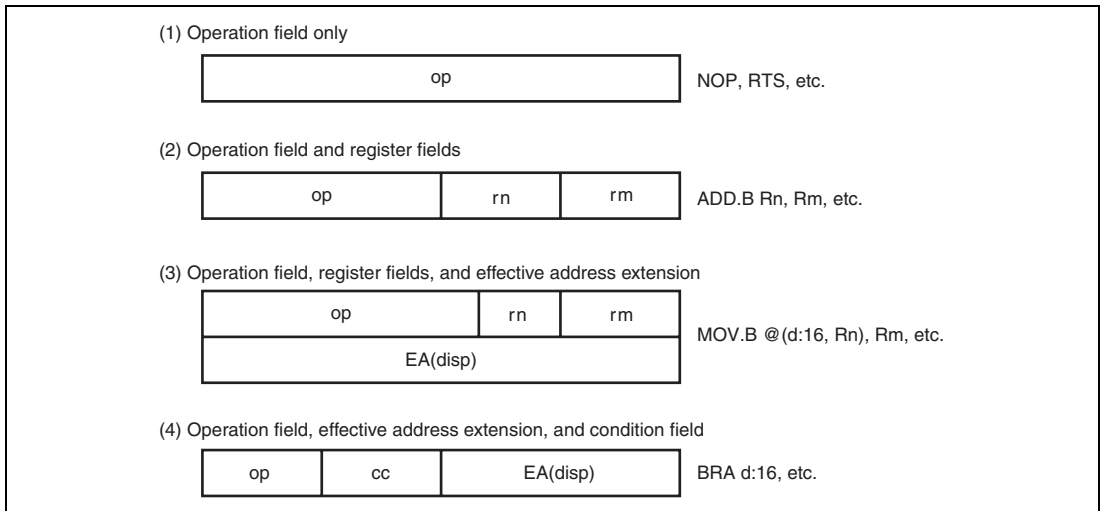 (1) Operation field only
op
NOP, RTS, etc.
(2) Operation field and register fields
op rn rm
ADD.B Rn, Rm, etc.
(3) Operation field, register fields, and effective address extension
op rn rm
MOV.B @(d:16, Rn), Rm, etc.
EA(disp)
(4) Operation field, effective address extension, and condition field
op cc EA(disp)
BRA d:16, etc.